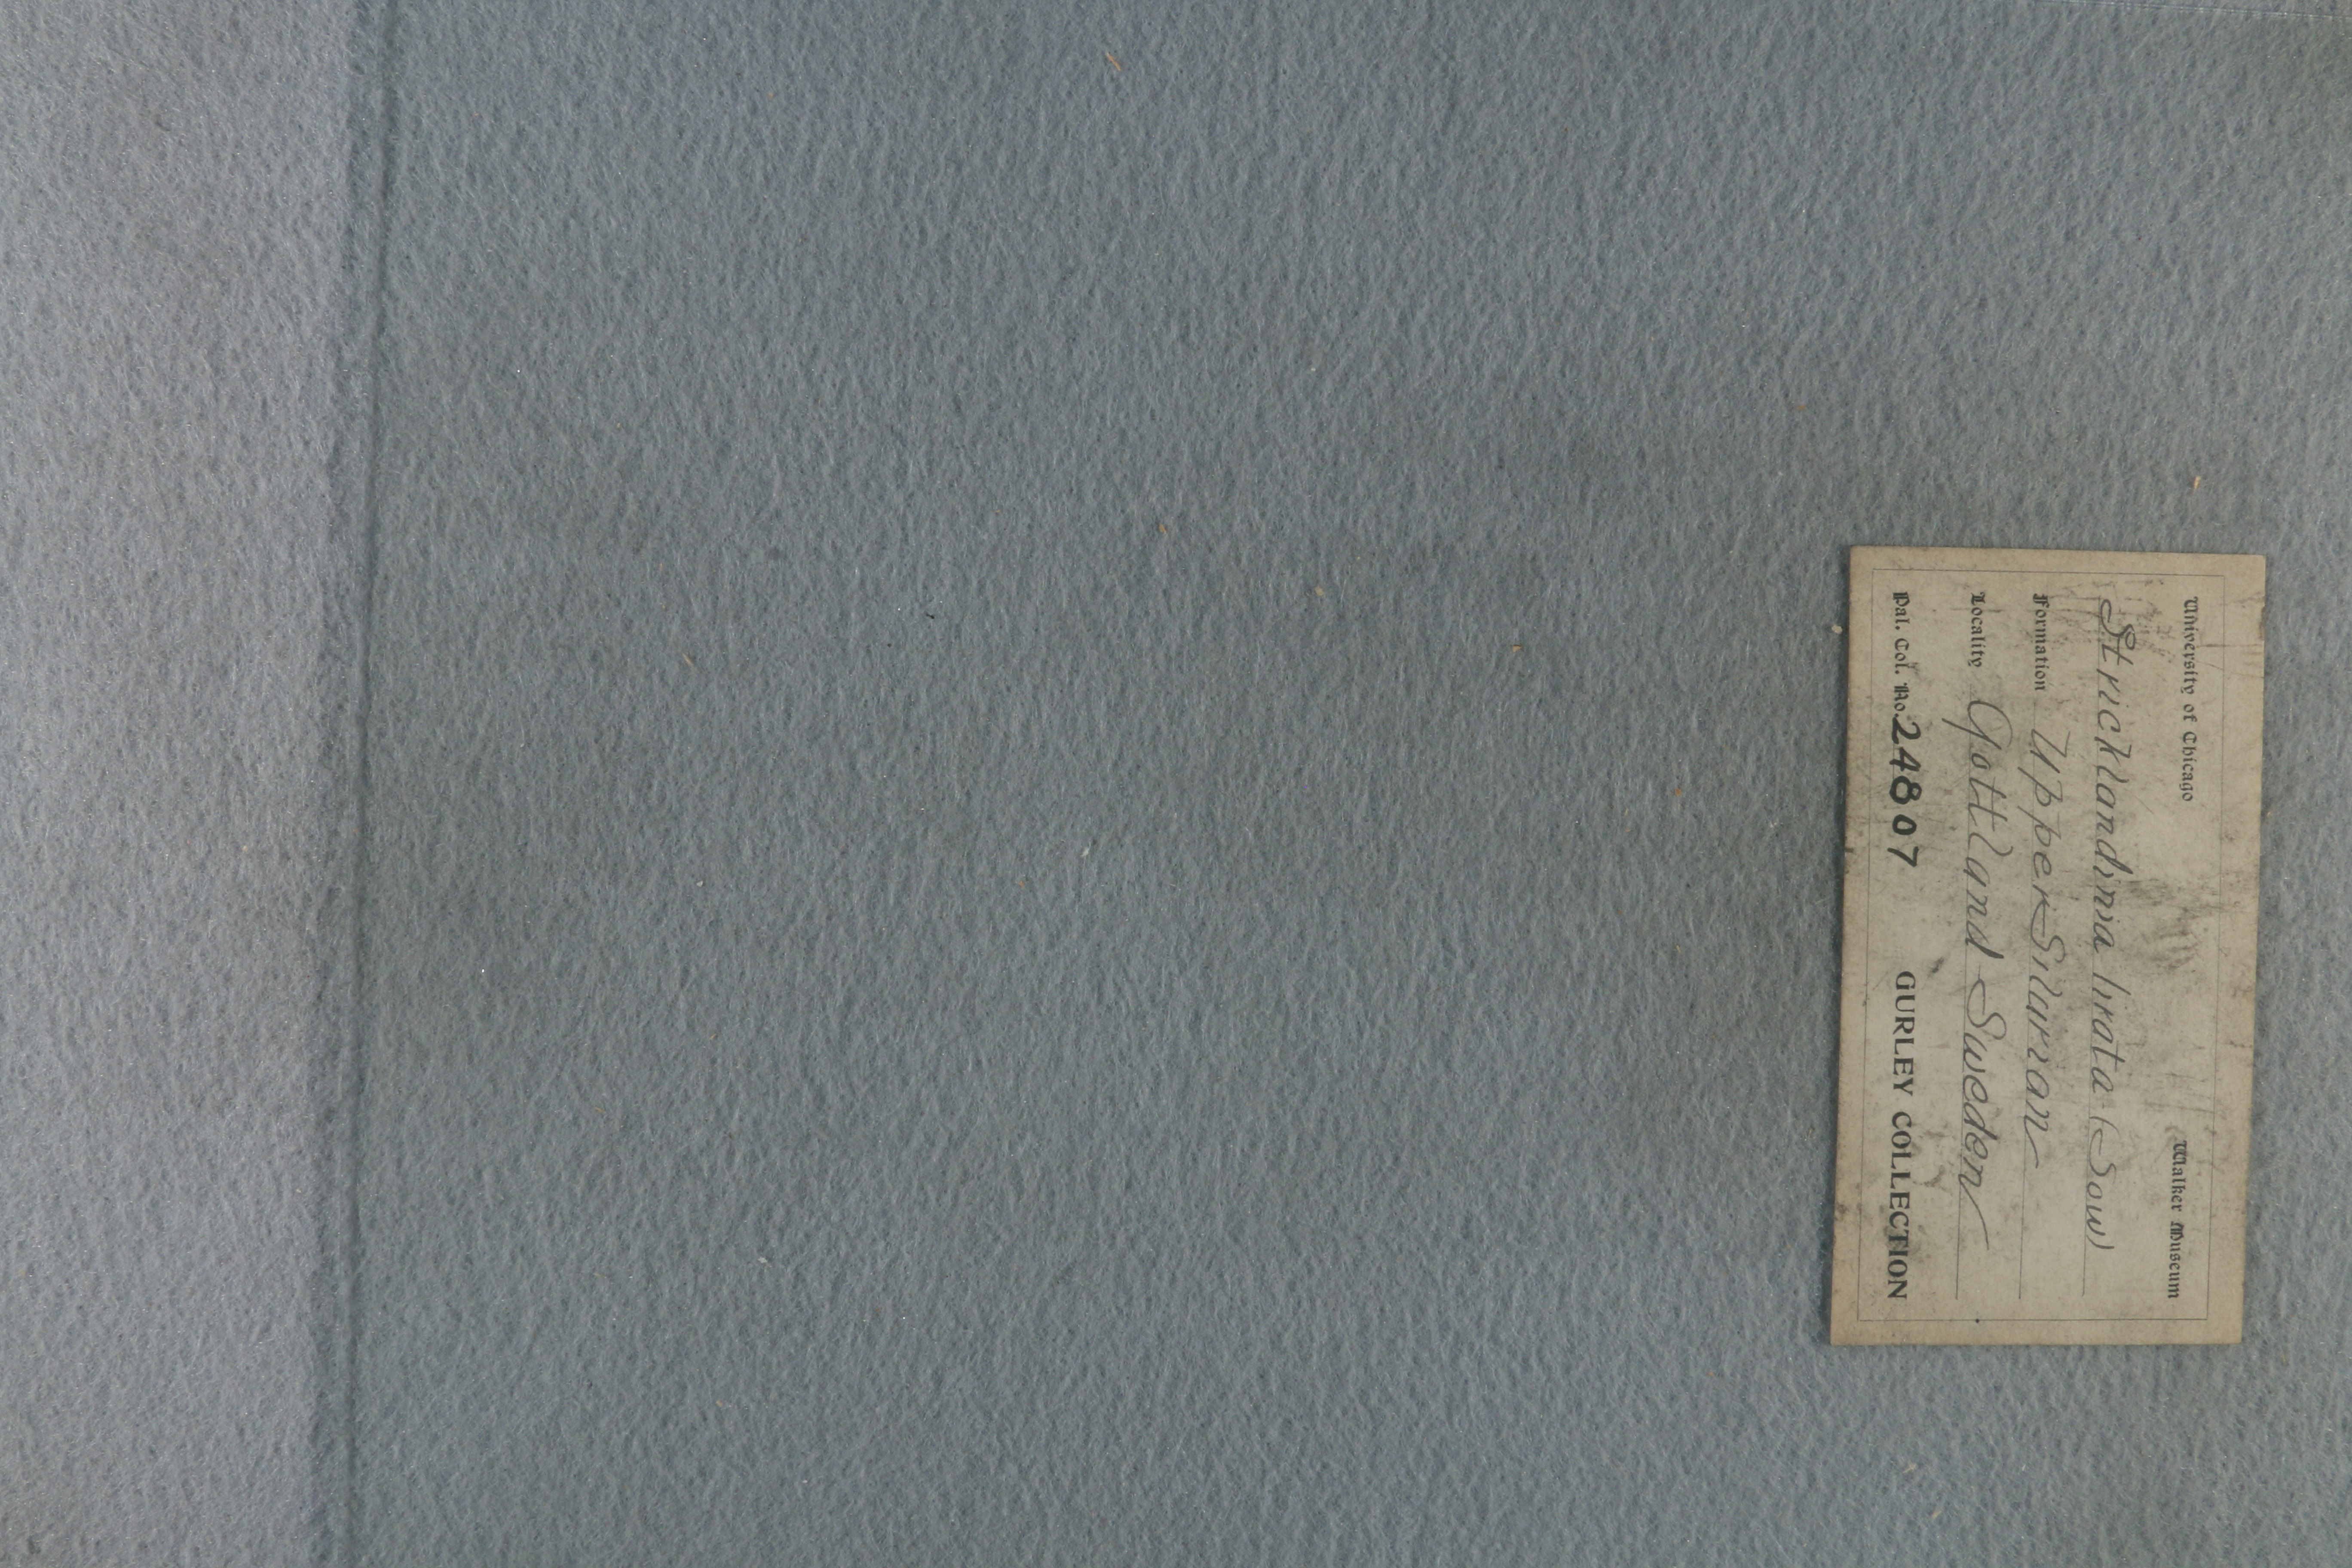 University of Chicago Walker Museum
Stricklandinia lirata (Sow)
Formation Upper Silurian
Locality Gottland Sweden
Pal. Col. No. 24807 GURLEY COLLECTION